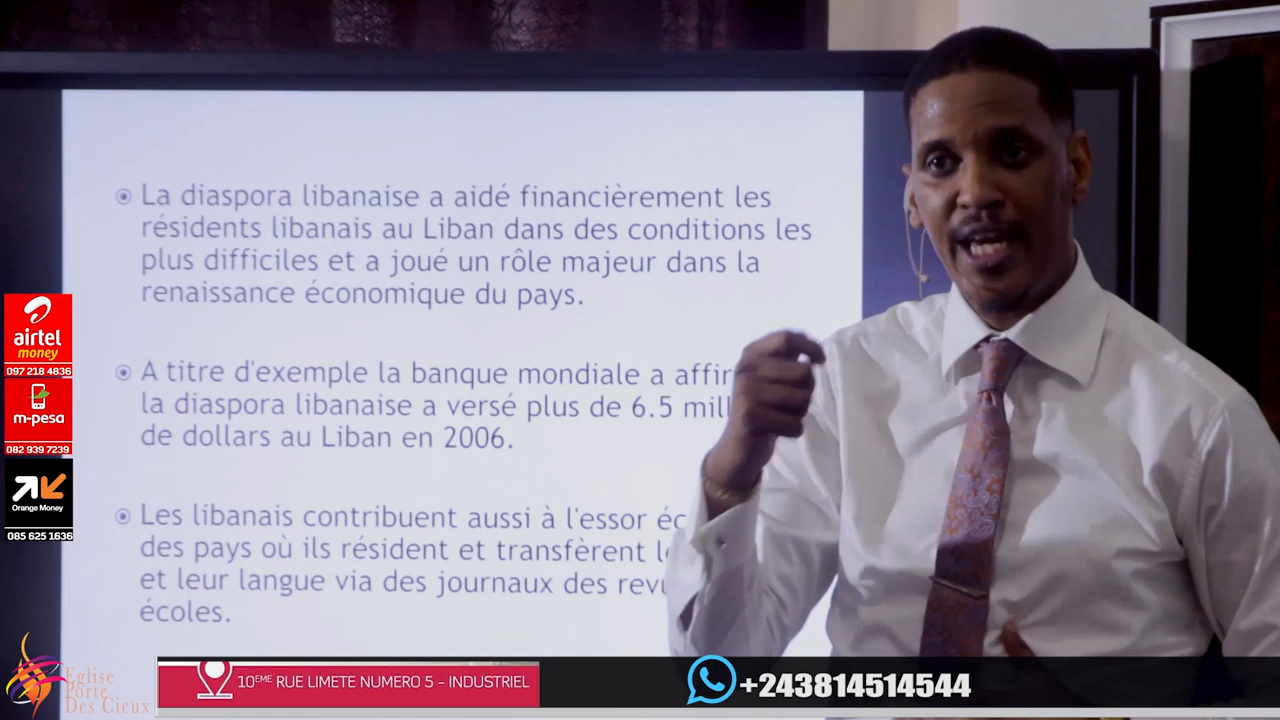 La diaspora libanaise a aidé financièrement les
résidents libanais au Liban dans des conditions les
plus difficiles et a joué un rôle majeur dans la
renaissance économique du pays.
A titre d'exemple la banque mondiale a
la diaspora libanaise a versé plus de 6.5
de dollars au Liban en 2006.
Les libanais contribuent aussi à l'essor
des pays où ils résident et transfèrent
et leur langue via des journaux des
écoles.
airtel
money
097 218 4836
m-pesa
082 939 7239
Orange Money
085 625 1636
Eglise
Porte
Des Cieux
10EME RUE LIMETE NUMERO 5 - INDUSTRIEL
+243814514544